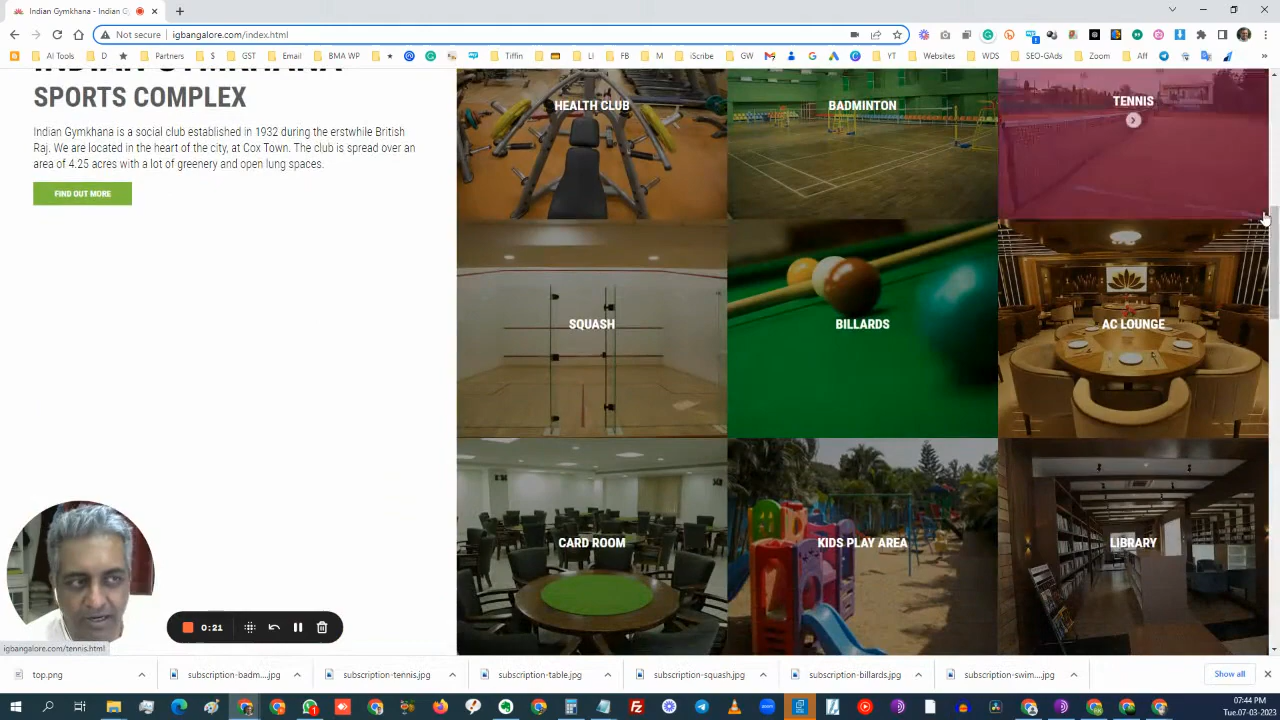 Indian Gymkhana - Indian G
Not secure | igbangalore.com/index.html
AI Tools D S GST Email BMA WP Tiffin Li FB M iScribe GW YT Websites WDS SEO-GAds Zoom Aff
SPORTS COMPLEX
Indian Gymkhana is a social club established in 1932 during the erstwhile British
Raj. We are located in the heart of the city, at Cox Town. The club is spread over an
area of 4.25 acres with a lot of greenery and open lung spaces.
FIND OUT MORE
HEALTH CLUB
BADMINTON
TENNIS
SQUASH
BILLARDS
AC LOUNGE
CARD ROOM
KIDS PLAY AREA
LIBRARY
0:21
igbangalore.com/tennis.html
top.png
subscription-badm....jpg
subscription-tennis.jpg
subscription-table.jpg
subscription-squash.jpg
subscription-billards.jpg
subscription-swim....jpg
Show all
07:44 PM
Tue, 07-03-2023